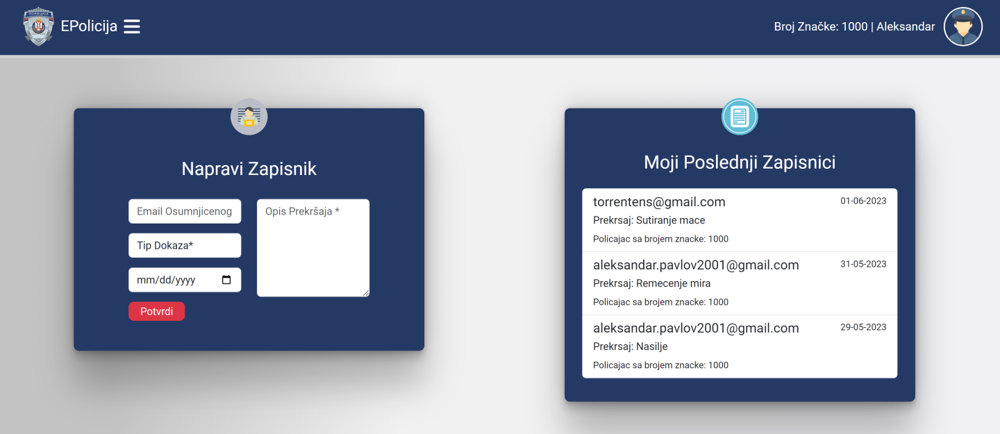 ПОЛИЦИЈА
EPolicija
Broj Značke: 1000 | Aleksandar
Napravi Zapisnik
Email Osumnjicenog
Opis Prekršaja *
Tip Dokaza*
mm/dd/yyyy
Potvrdi
Moji Poslednji Zapisnici
torrentens@gmail.com 01-06-2023
Prekrsaj: Sutiranje mace
Policajac sa brojem znacke: 1000
aleksandar.pavlov2001@gmail.com 31-05-2023
Prekrsaj: Remecenje mira
Policajac sa brojem znacke: 1000
aleksandar.pavlov2001@gmail.com 29-05-2023
Prekrsaj: Nasilje
Policajac sa brojem znacke: 1000